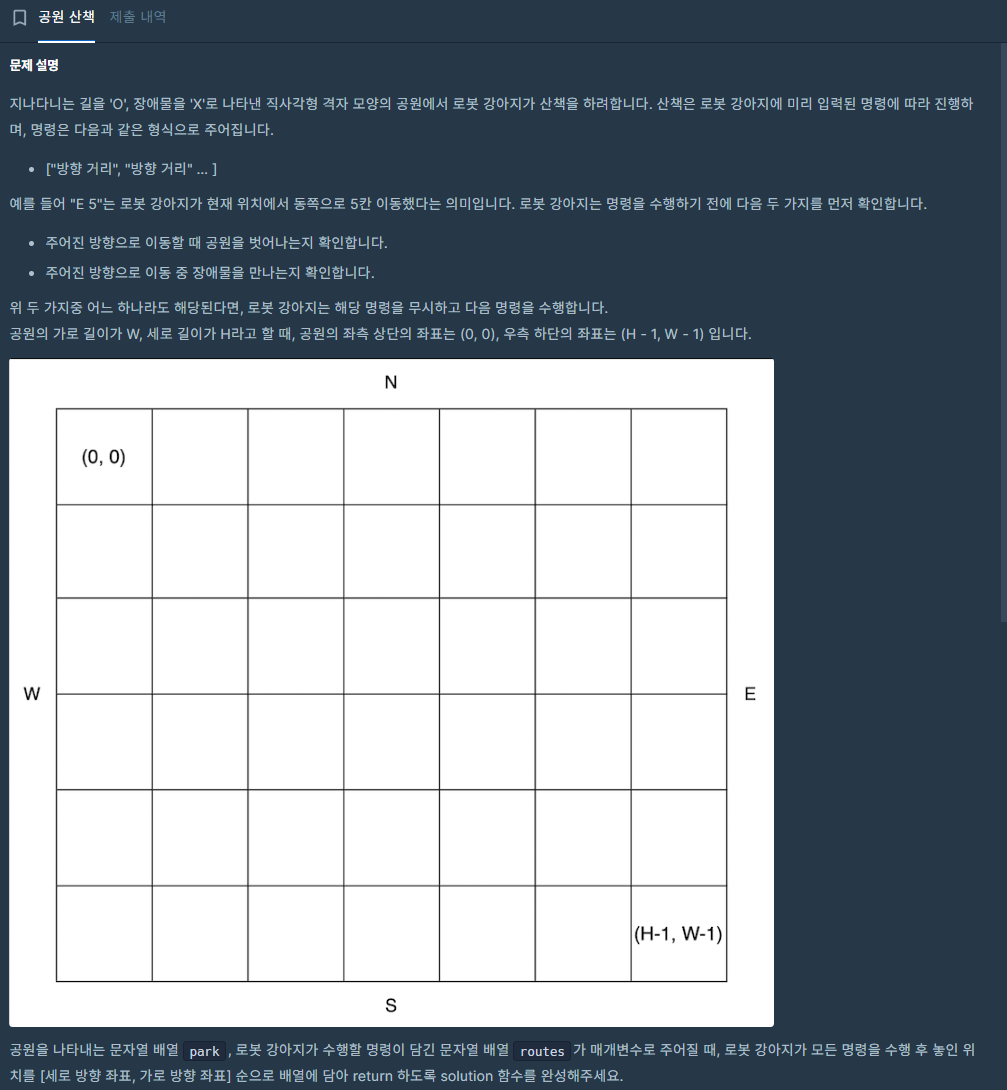 공원 산책 제출 내역
문제 설명
지나다니는 길을 'O', 장애물을 'X'로 나타낸 직사각형 격자 모양의 공원에서 로봇 강아지가 산책을 하려합니다. 산책은 로봇 강아지에 미리 입력된 명령에 따라 진행하
며, 명령은 다음과 같은 형식으로 주어집니다.
• ["방향 거리", "방향 거리" … ]
예를 들어 "E 5"는 로봇 강아지가 현재 위치에서 동쪽으로 5칸 이동했다는 의미입니다. 로봇 강아지는 명령을 수행하기 전에 다음 두 가지를 먼저 확인합니다.
• 주어진 방향으로 이동할 때 공원을 벗어나는지 확인합니다.
• 주어진 방향으로 이동 중 장애물을 만나는지 확인합니다.
위 두 가지중 어느 하나라도 해당된다면, 로봇 강아지는 해당 명령을 무시하고 다음 명령을 수행합니다.
공원의 가로 길이가 W, 세로 길이가 H라고 할 때, 공원의 좌측 상단의 좌표는 (0, 0), 우측 하단의 좌표는 (H - 1, W - 1) 입니다.
N
(0, 0)
W
E
(H-1, W-1)
S
공원을 나타내는 문자열 배열 park, 로봇 강아지가 수행할 명령이 담긴 문자열 배열 routes가 매개변수로 주어질 때, 로봇 강아지가 모든 명령을 수행 후 놓인 위
치를 [세로 방향 좌표, 가로 방향 좌표] 순으로 배열에 담아 return 하도록 solution 함수를 완성해주세요.